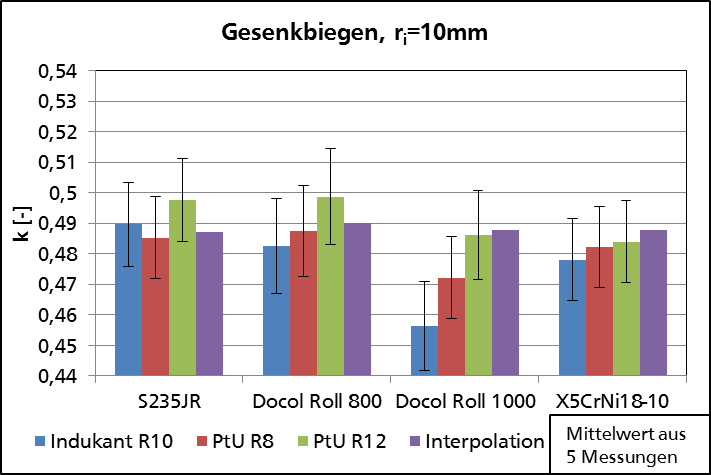 Gesenkbiegen, ri=10mm
k [-]
0,54
0,53
0,52
0,51
0,5
0,49
0,48
0,47
0,46
0,45
0,44
S235JR Docol Roll 800 Docol Roll 1000 X5CrNi18-10
Indukant R10 PtU R8 PtU R12 Interpolation
Mittelwert aus
5 Messungen